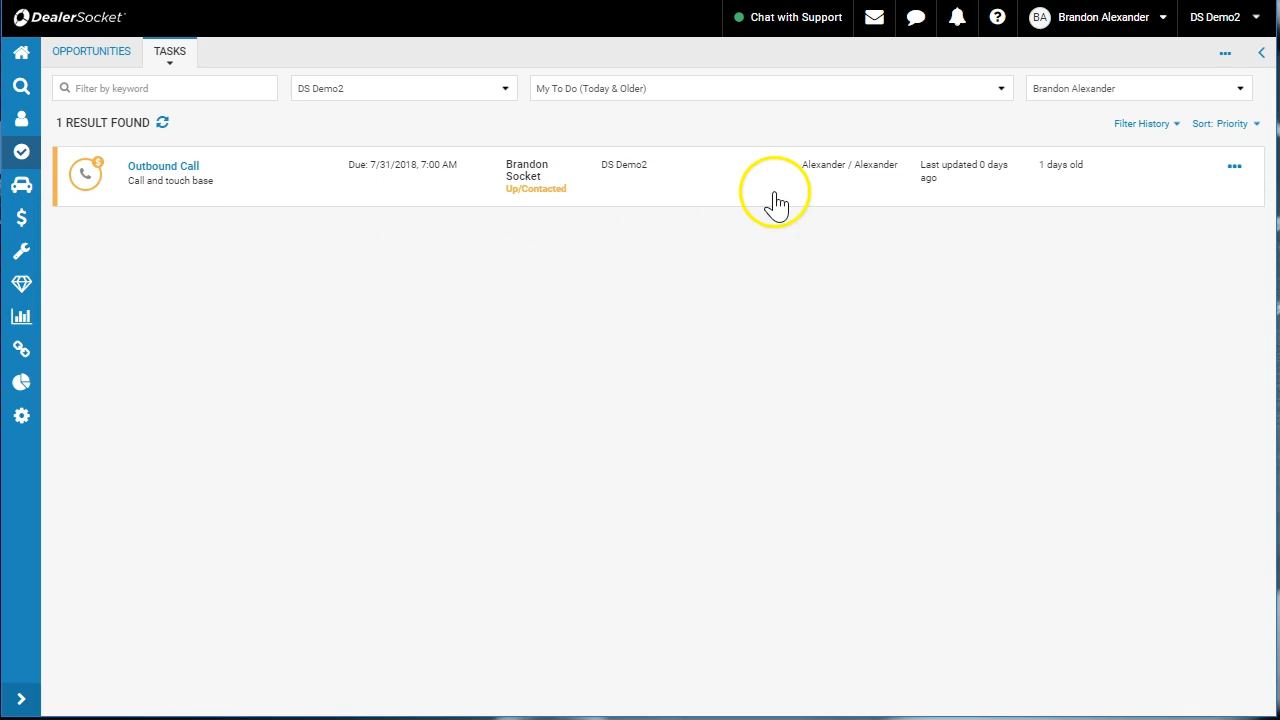 DealerSocket
Chat with Support
BA
Brandon Alexander
DS Demo2
OPPORTUNITIES
TASKS
Filter by keyword
DS Demo2
My To Do (Today & Older)
Brandon Alexander
1 RESULT FOUND
Filter History
Sort: Priority
Outbound Call
Call and touch base
Due: 7/31/2018, 7:00 AM
Brandon
Socket
Up/Contacted
DS Demo2
Alexander / Alexander
Last updated 0 days
ago
1 days old